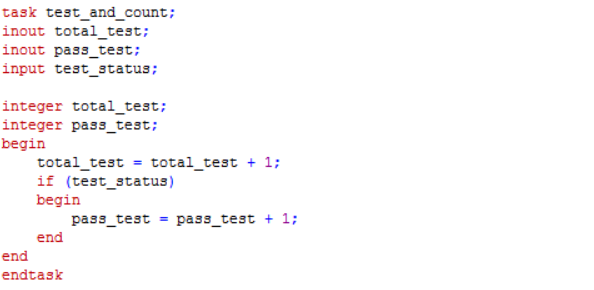 task test_and_count;
inout total_test;
inout pass_test;
input test_status;

integer total_test;
integer pass_test;
begin
    total_test = total_test + 1;
    if (test_status)
    begin
        pass_test = pass_test + 1;
    end
end
endtask